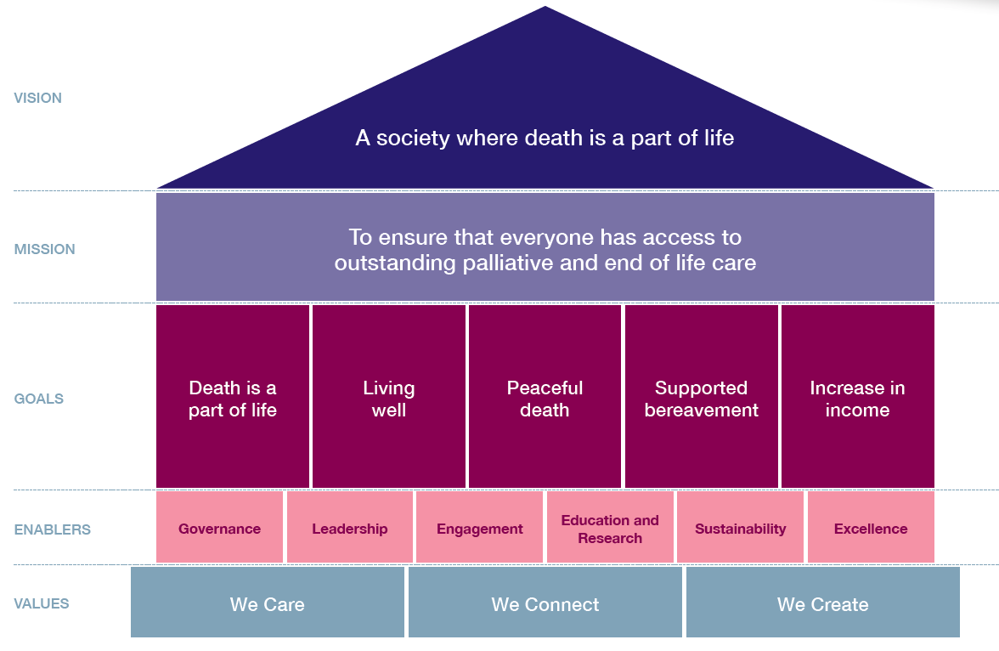 VISION
A society where death is a part of life
MISSION
To ensure that everyone has access to
outstanding palliative and end of life care
GOALS
Death is a
part of life
Living
well
Peaceful
death
Supported
bereavement
Increase in
income
ENABLERS
Governance
Leadership
Engagement
Education and
Research
Sustainability
Excellence
VALUES
We Care
We Connect
We Create